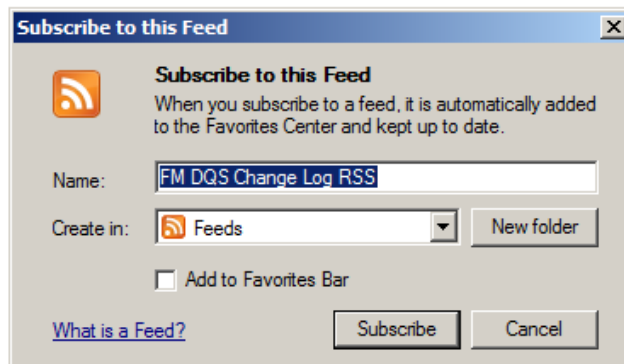 Subscribe to this Feed
Subscribe to this Feed
When you subscribe to a feed, it is automatically added
to the Favorites Center and kept up to date.
Name: FM DQS Change Log RSS
Create in: Feeds New folder
Add to Favorites Bar
What is a Feed? Subscribe Cancel